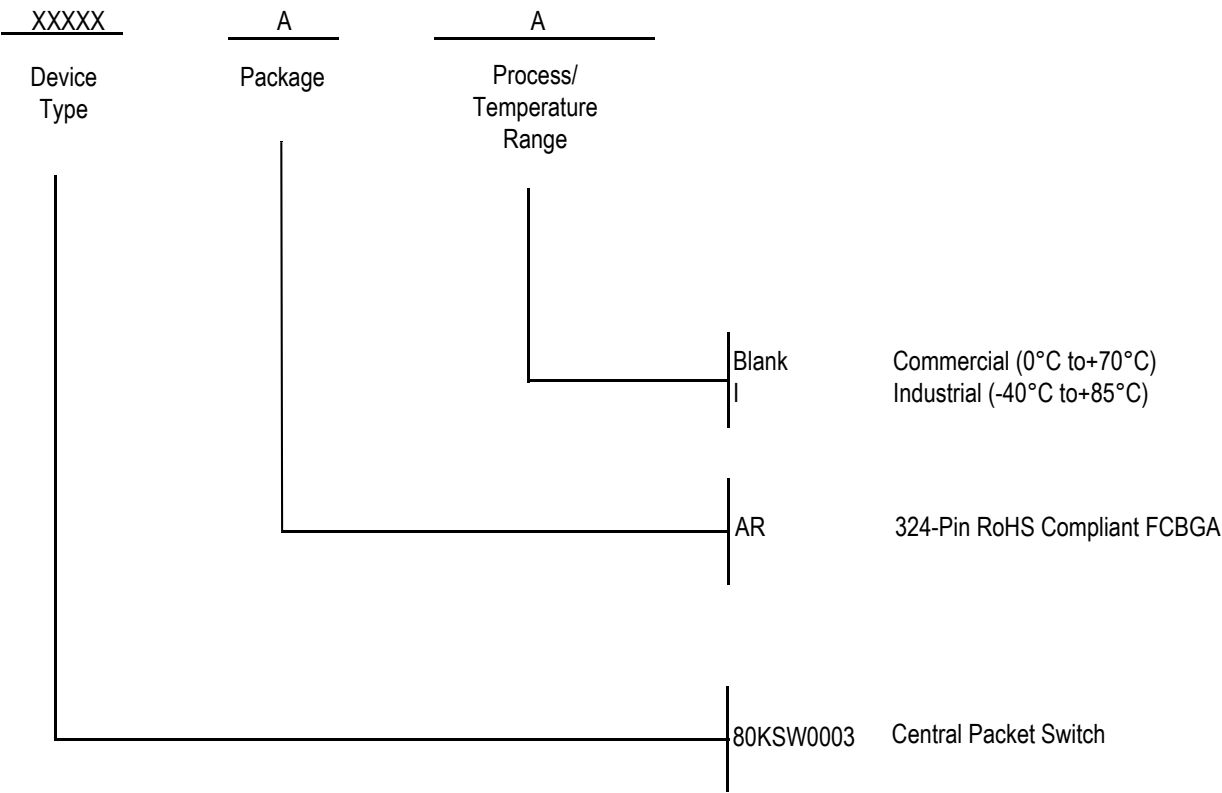 XXXXX A A
Device Type
Package
Process/
Temperature
Range
Blank Commercial (0°C to+70°C)
I Industrial (-40°C to+85°C)
AR 324-Pin RoHS Compliant FCBGA
80KSW0003 Central Packet Switch